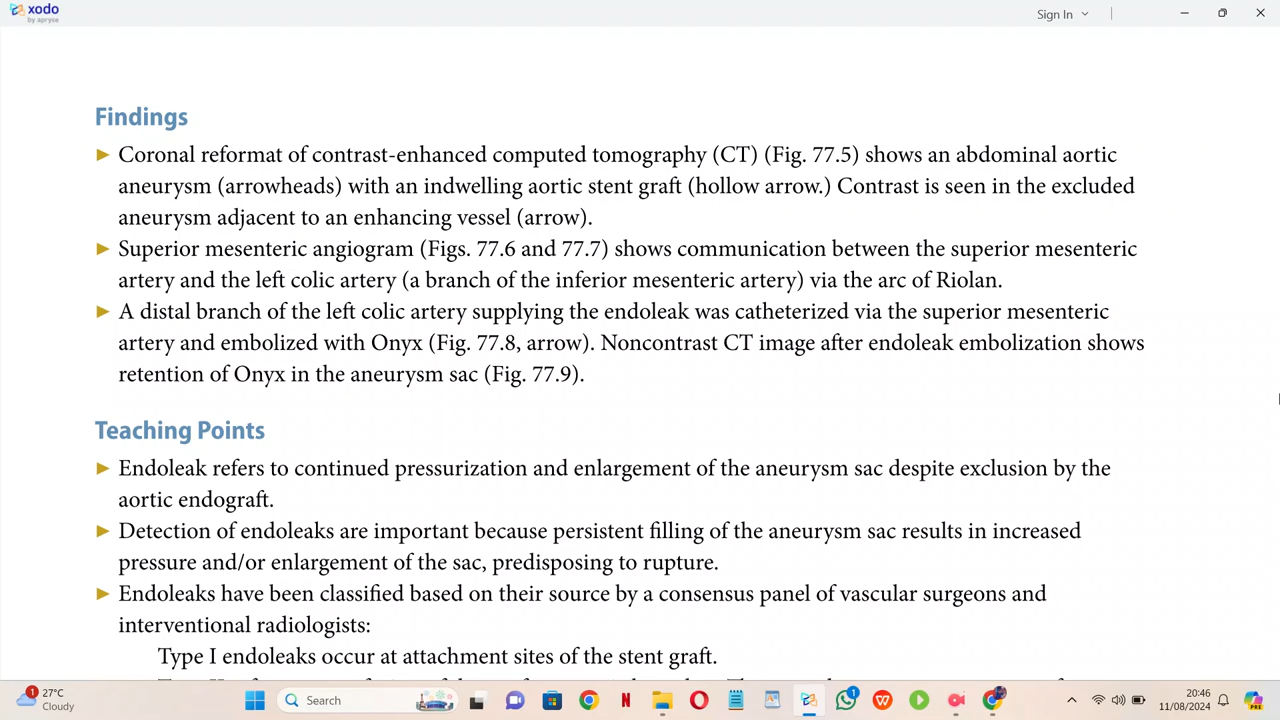 xodo
by apryse
Sign In
Findings
► Coronal reformat of contrast-enhanced computed tomography (CT) (Fig. 77.5) shows an abdominal aortic
aneurysm (arrowheads) with an indwelling aortic stent graft (hollow arrow.) Contrast is seen in the excluded
aneurysm adjacent to an enhancing vessel (arrow).
► Superior mesenteric angiogram (Figs. 77.6 and 77.7) shows communication between the superior mesenteric
artery and the left colic artery (a branch of the inferior mesenteric artery) via the arc of Riolan.
► A distal branch of the left colic artery supplying the endoleak was catheterized via the superior mesenteric
artery and embolized with Onyx (Fig. 77.8, arrow). Noncontrast CT image after endoleak embolization shows
retention of Onyx in the aneurysm sac (Fig. 77.9).
Teaching Points
► Endoleak refers to continued pressurization and enlargement of the aneurysm sac despite exclusion by the
aortic endograft.
► Detection of endoleaks are important because persistent filling of the aneurysm sac results in increased
pressure and/or enlargement of the sac, predisposing to rupture.
► Endoleaks have been classified based on their source by a consensus panel of vascular surgeons and
interventional radiologists:
Type I endoleaks occur at attachment sites of the stent graft.
1
27°C
Cloudy
Search
1
20:46
11/08/2024